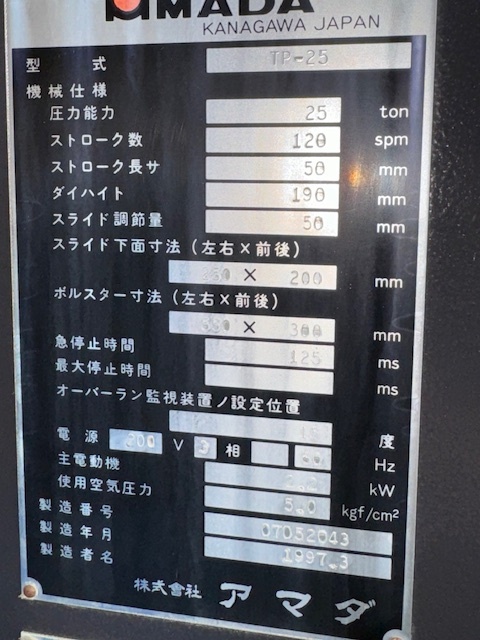 AMADA
KANAGAWA JAPAN
型 式 TP-25
機械仕様
圧力能力 25 ton
ストローク数 120 spm
ストローク長サ 50 mm
ダイハイト 190 mm
スライド調節量 50 mm
スライド下面寸法 (左右×前後)
× 200 mm
ボルスター寸法 (左右×前後)
× 300 mm
急停止時間 125 ms
最大停止時間 ms
オーバーラン監視装置ノ設定位置
度
電源 200 V 3 相 Hz
主電動機 kW
使用空気圧力 5.0 kgf/cm²
製造番号 07052043
製造年月 1997.3
製造者名
株式会社 アマダ